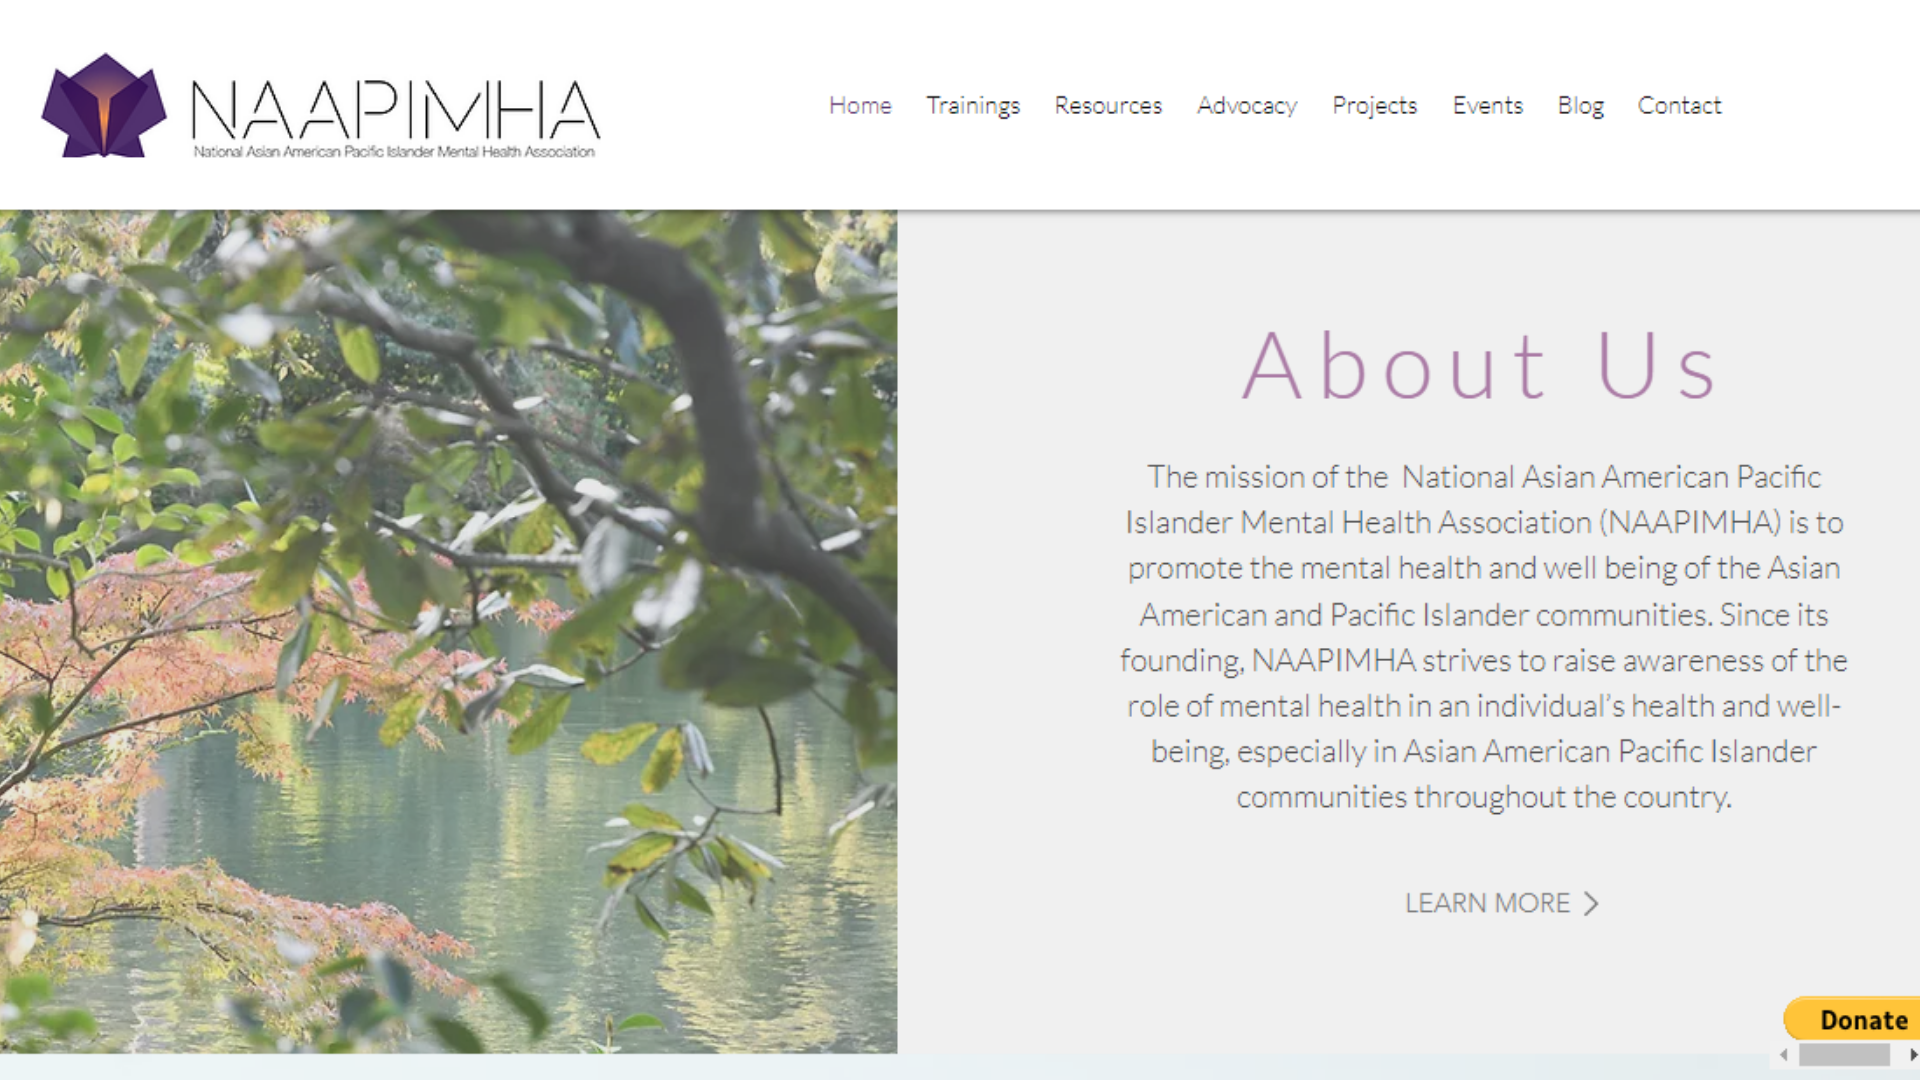 NAAPIMHA
National Asian American Pacific Islander Mental Health Association
Home Trainings Resources Advocacy Projects Events Blog Contact
About Us
The mission of the National Asian American Pacific
Islander Mental Health Association (NAAPIMHA) is to
promote the mental health and well being of the Asian
American and Pacific Islander communities. Since its
founding, NAAPIMHA strives to raise awareness of the
role of mental health in an individual’s health and well-
being, especially in Asian American Pacific Islander
communities throughout the country.
LEARN MORE
Donate